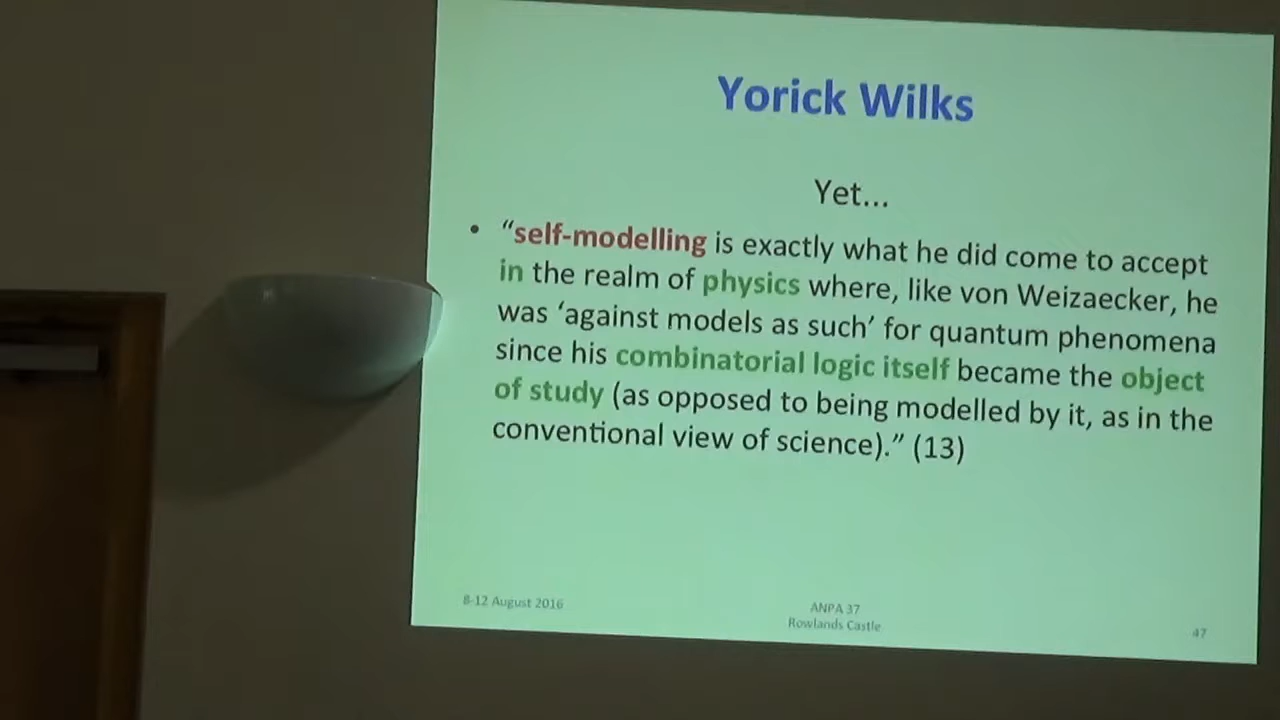 Yorick Wilks
Yet...
• “self-modelling is exactly what he did come to accept
in the realm of physics where, like von Weizaecker, he
was ‘against models as such’ for quantum phenomena
since his combinatorial logic itself became the object
of study (as opposed to being modelled by it, as in the
conventional view of science).” (13)
8-12 August 2016
ANPA 37
Rowlands Castle
47